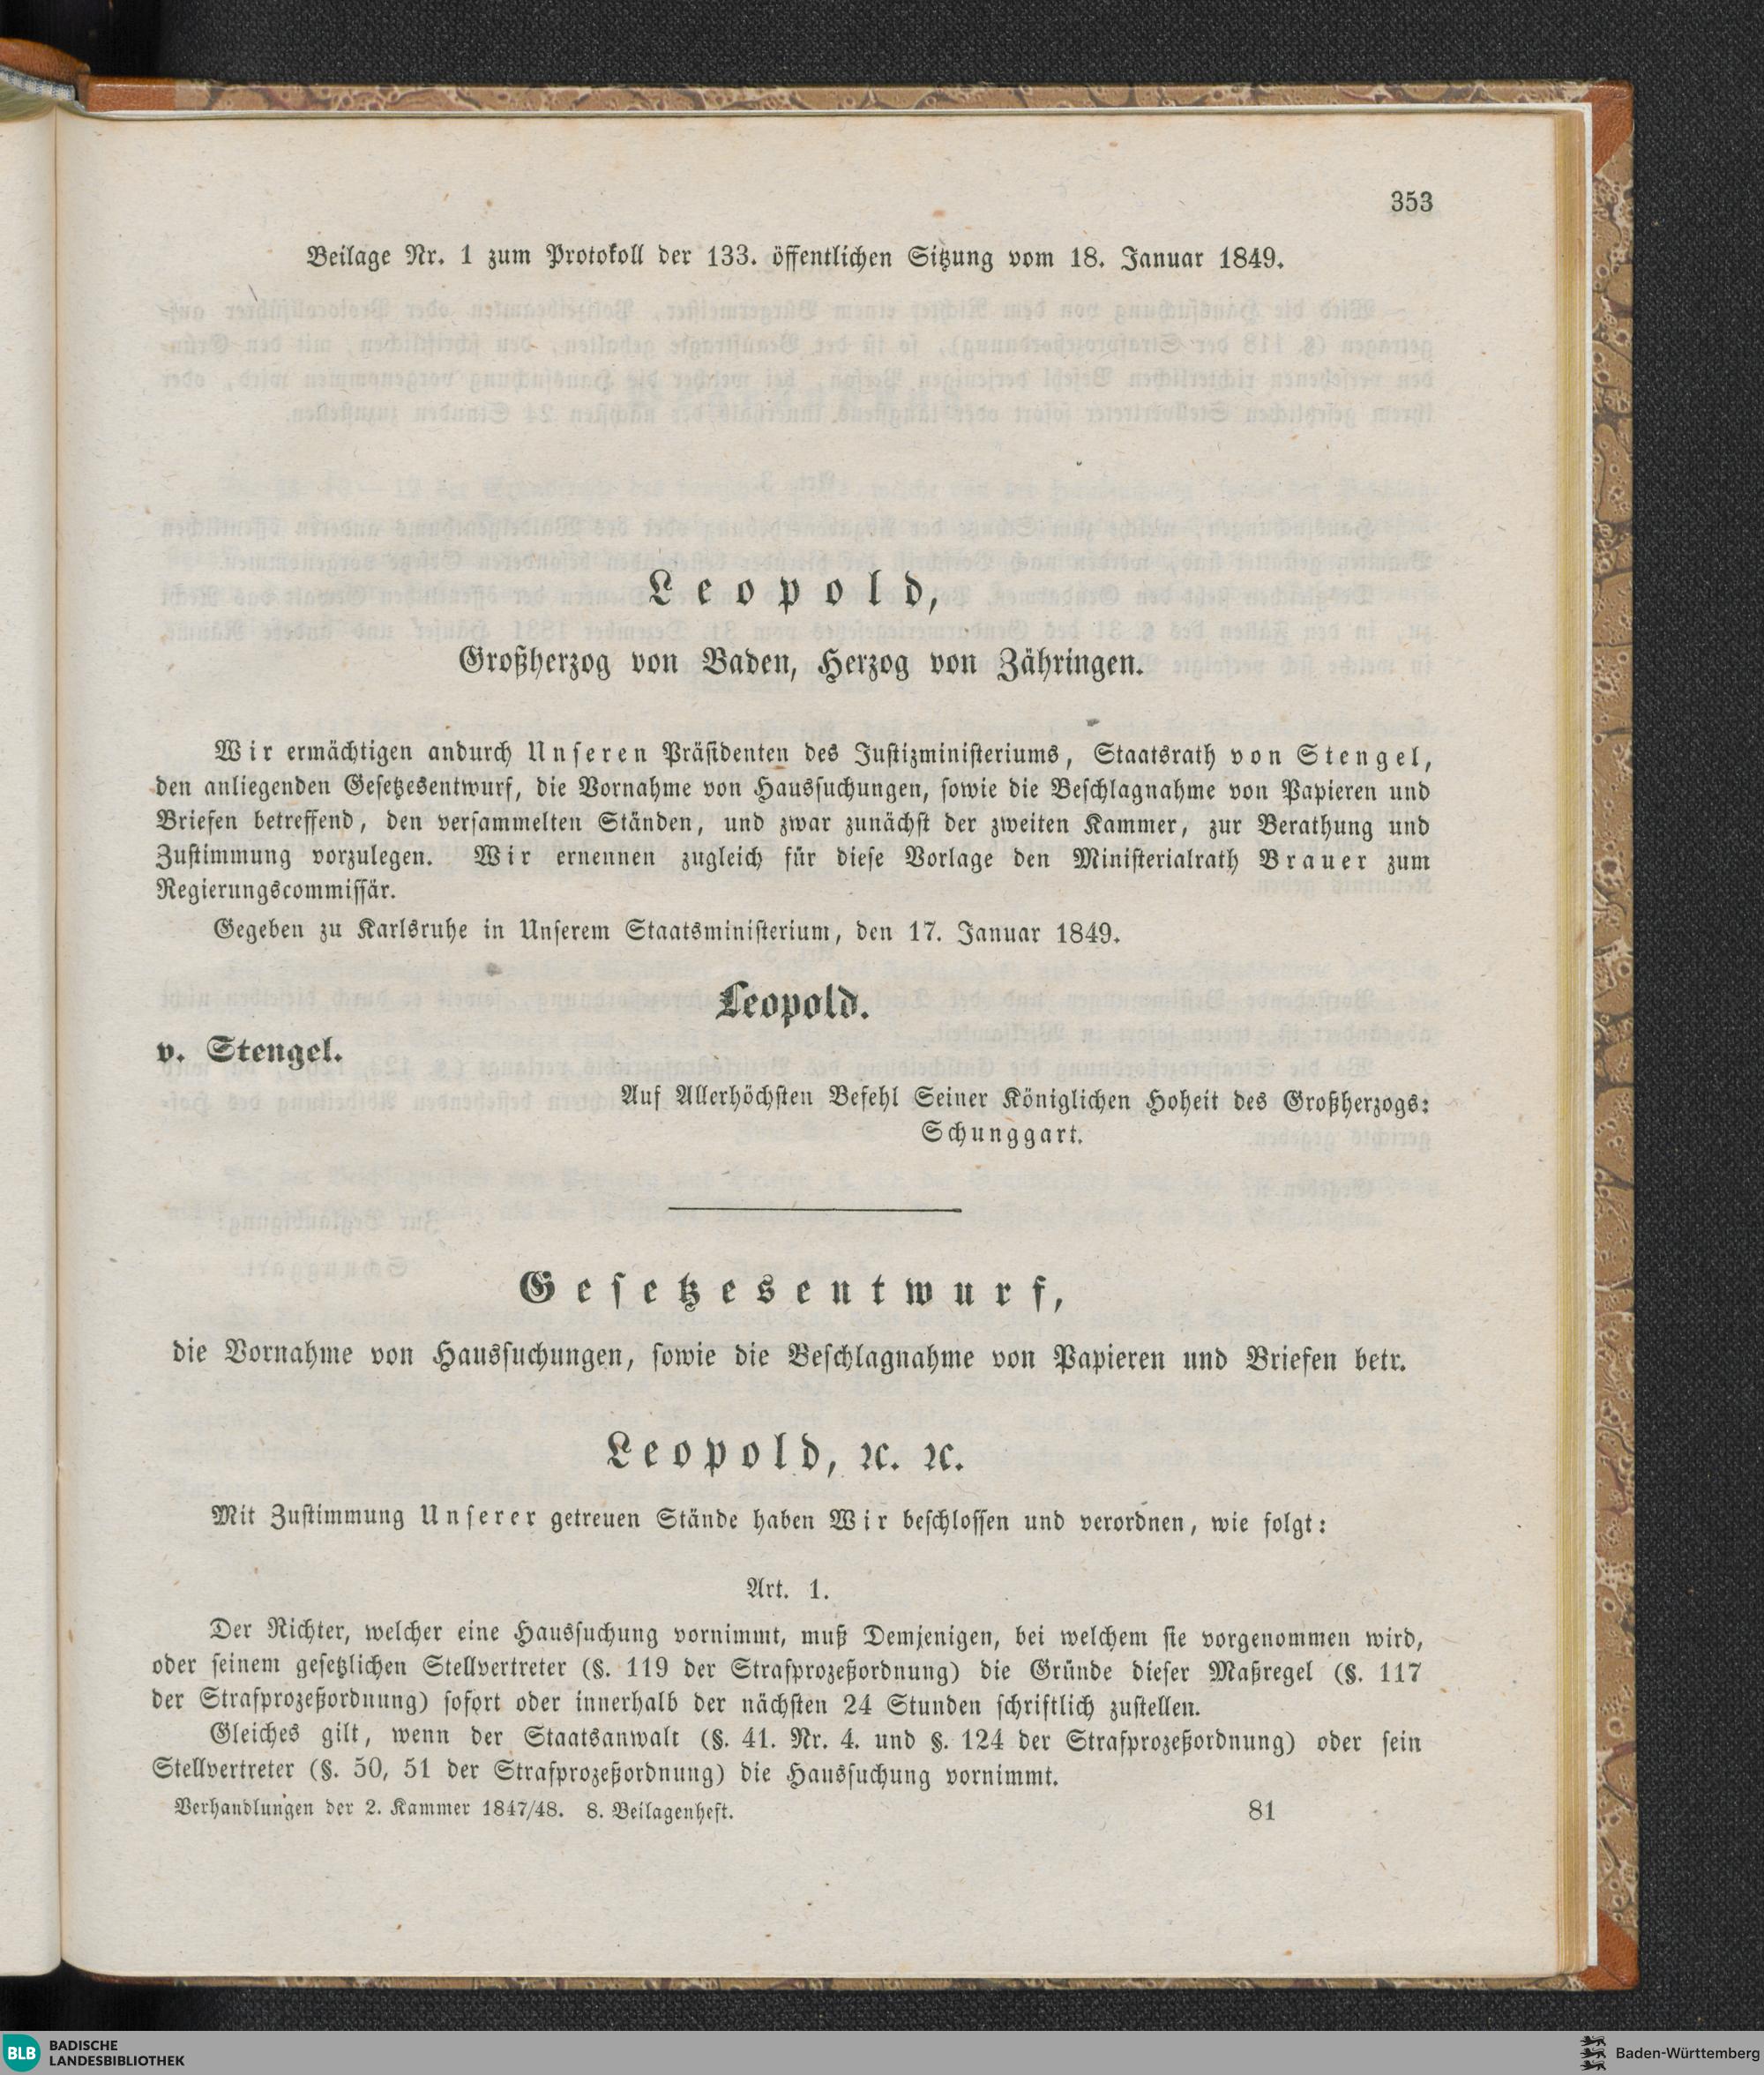 353
Beilage Nr. 1 zum Protokoll der 133. öffentlichen Sitzung vom 18. Januar 1849.
Leopold,
Großherzog von Baden, Herzog von Zähringen.
Wir ermächtigen andurch Unseren Präsidenten des Justizministeriums, Staatsrath von Stengel,
den anliegenden Gesetzesentwurf, die Vornahme von Haussuchungen, sowie die Beschlagnahme von Papieren und
Briefen betreffend, den versammelten Ständen, und zwar zunächst der zweiten Kammer, zur Berathung und
Zustimmung vorzulegen. Wir ernennen zugleich für diese Vorlage den Ministerialrath Brauer zum
Regierungscommissär.
Gegeben zu Karlsruhe in Unserem Staatsministerium, den 17. Januar 1849.
Leopold.
v. Stengel.
Auf Allerhöchsten Befehl Seiner Königlichen Hoheit des Großherzogs:
Schunggart.
Gesetzesentwurf,
die Vornahme von Haussuchungen, sowie die Beschlagnahme von Papieren und Briefen betr.
Leopold, ꝛc. ꝛc.
Mit Zustimmung Unserer getreuen Stände haben Wir beschlossen und verordnen, wie folgt:
Art. 1.
Der Richter, welcher eine Haussuchung vornimmt, muß Demjenigen, bei welchem sie vorgenommen wird,
oder seinem gesetzlichen Stellvertreter (§. 119 der Strafprozeßordnung) die Gründe dieser Maßregel (§. 117
der Strafprozeßordnung) sofort oder innerhalb der nächsten 24 Stunden schriftlich zustellen.
Gleiches gilt, wenn der Staatsanwalt (§. 41. Nr. 4. und §. 124 der Strafprozeßordnung) oder sein
Stellvertreter (§. 50, 51 der Strafprozeßordnung) die Haussuchung vornimmt.
Verhandlungen der 2. Kammer 1847/48. 8. Beilagenheft. 81
BLB BADISCHE
LANDESBIBLIOTHEK
Baden-Württemberg